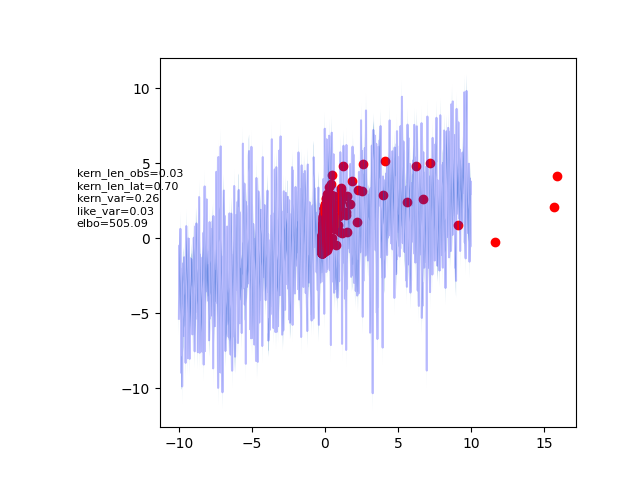 10
5
0
−5
−10
kern_len_obs=0.03
kern_len_lat=0.70
kern_var=0.26
like_var=0.03
elbo=505.09
−10
−5
0
5
10
15